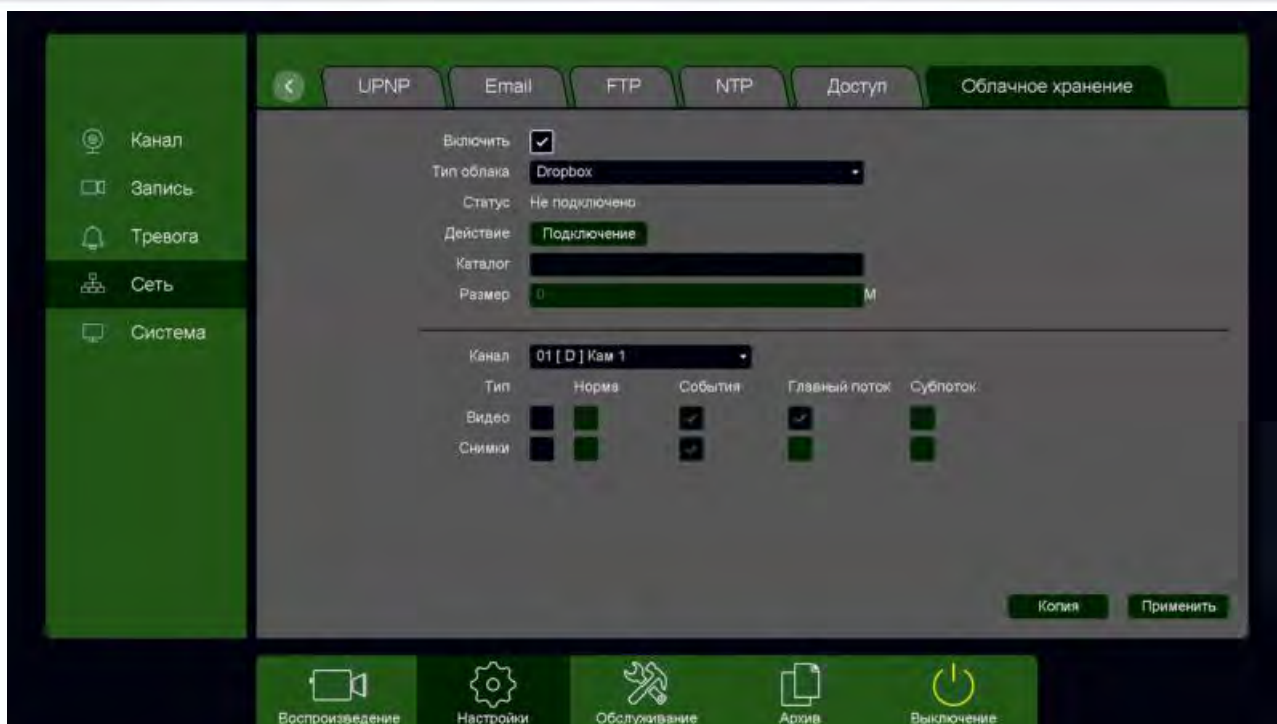 UPNP Email FTP NTP Доступ Облачное хранение
Канал
Запись
Тревога
Сеть
Система
Включить
Тип облака Dropbox
Статус Не подключено
Действие Подключение
Каталог
Размер 0 M
Канал 01 [ D ] Кам 1
Тип Норма События Главный поток Субпоток
Видео
Снимки
Копия Применить
Воспроизведение Настройки Обслуживание Архив Выключение